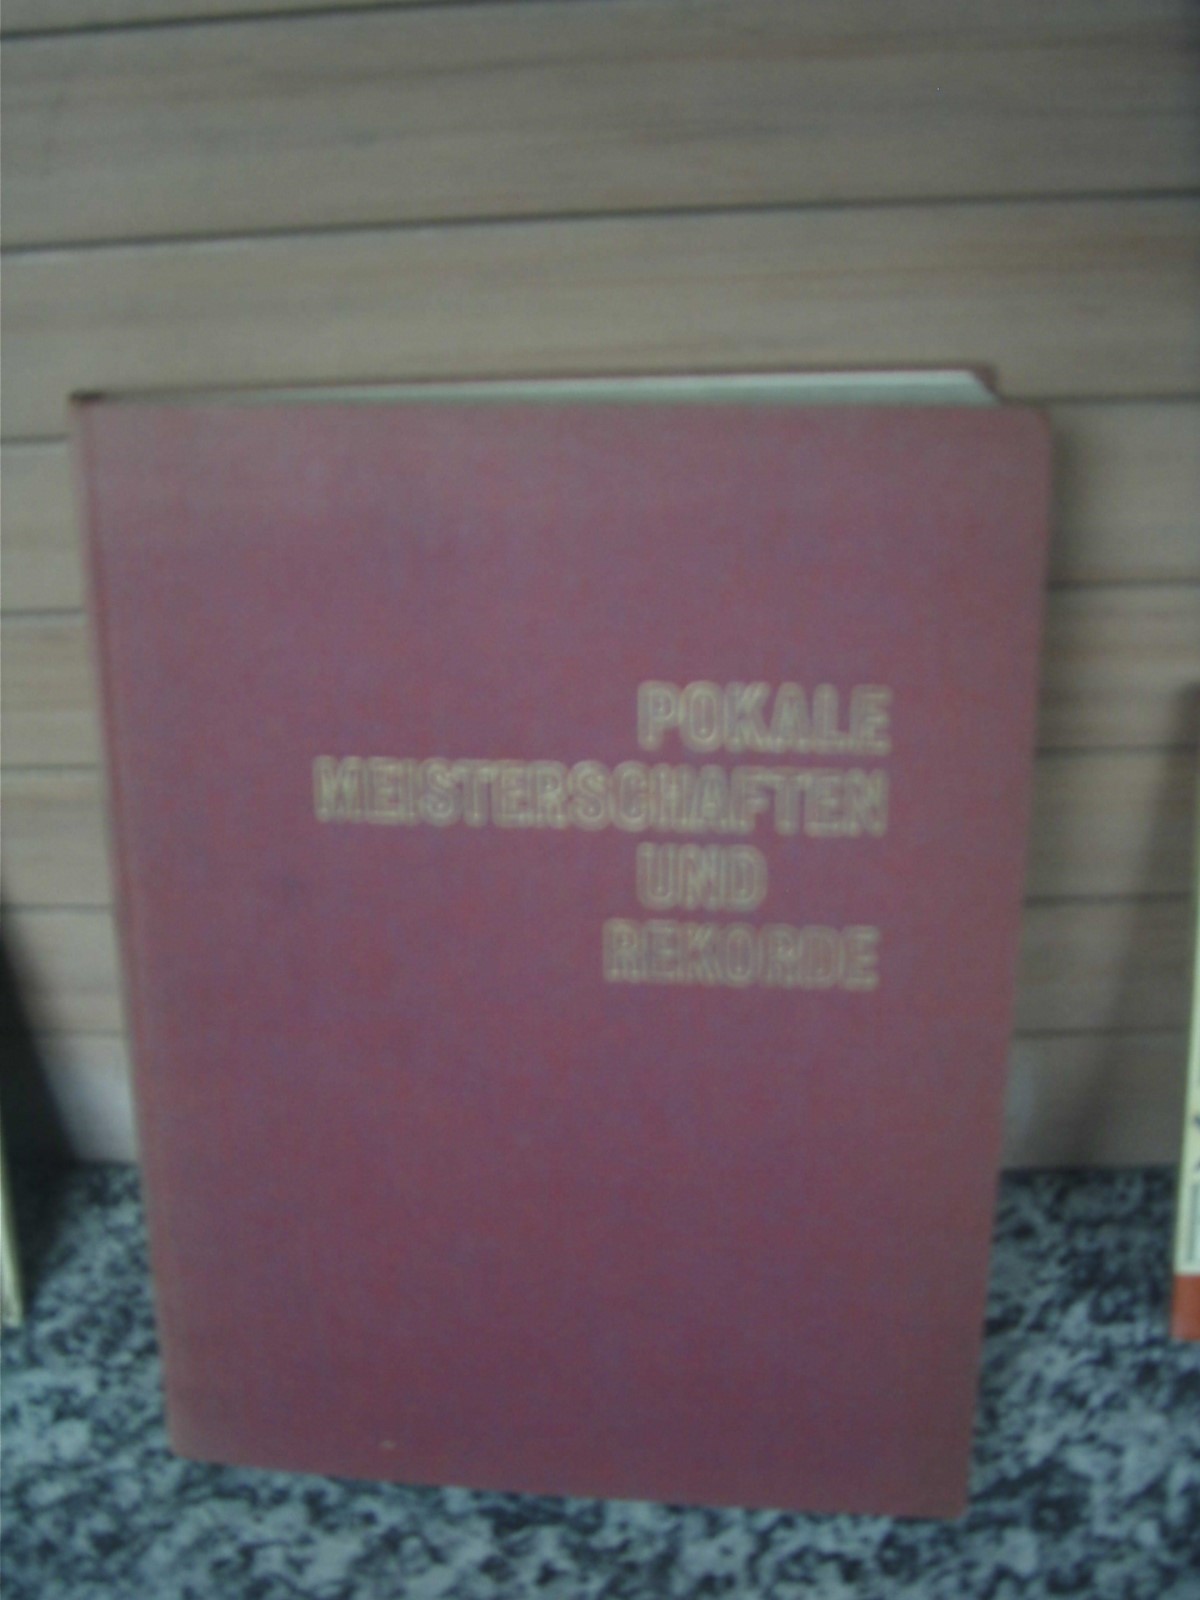 POKALE
MEISTERSCHAFTEN
UND
REKORDE